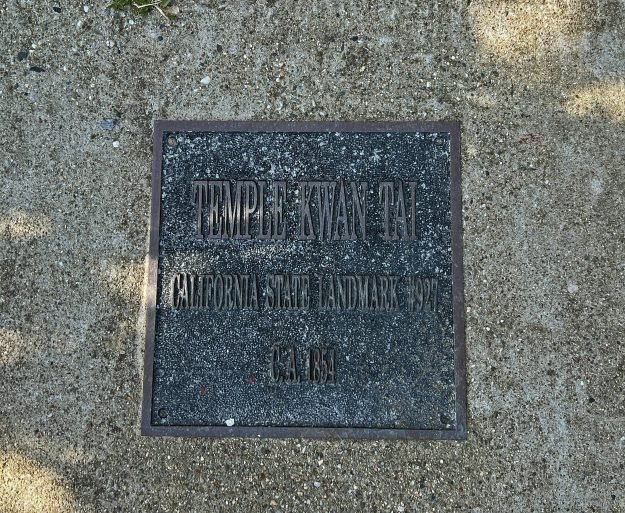 TEMPLE KWAN TAI
CALIFORNIA STATE LANDMARK #927
C.A. 1854